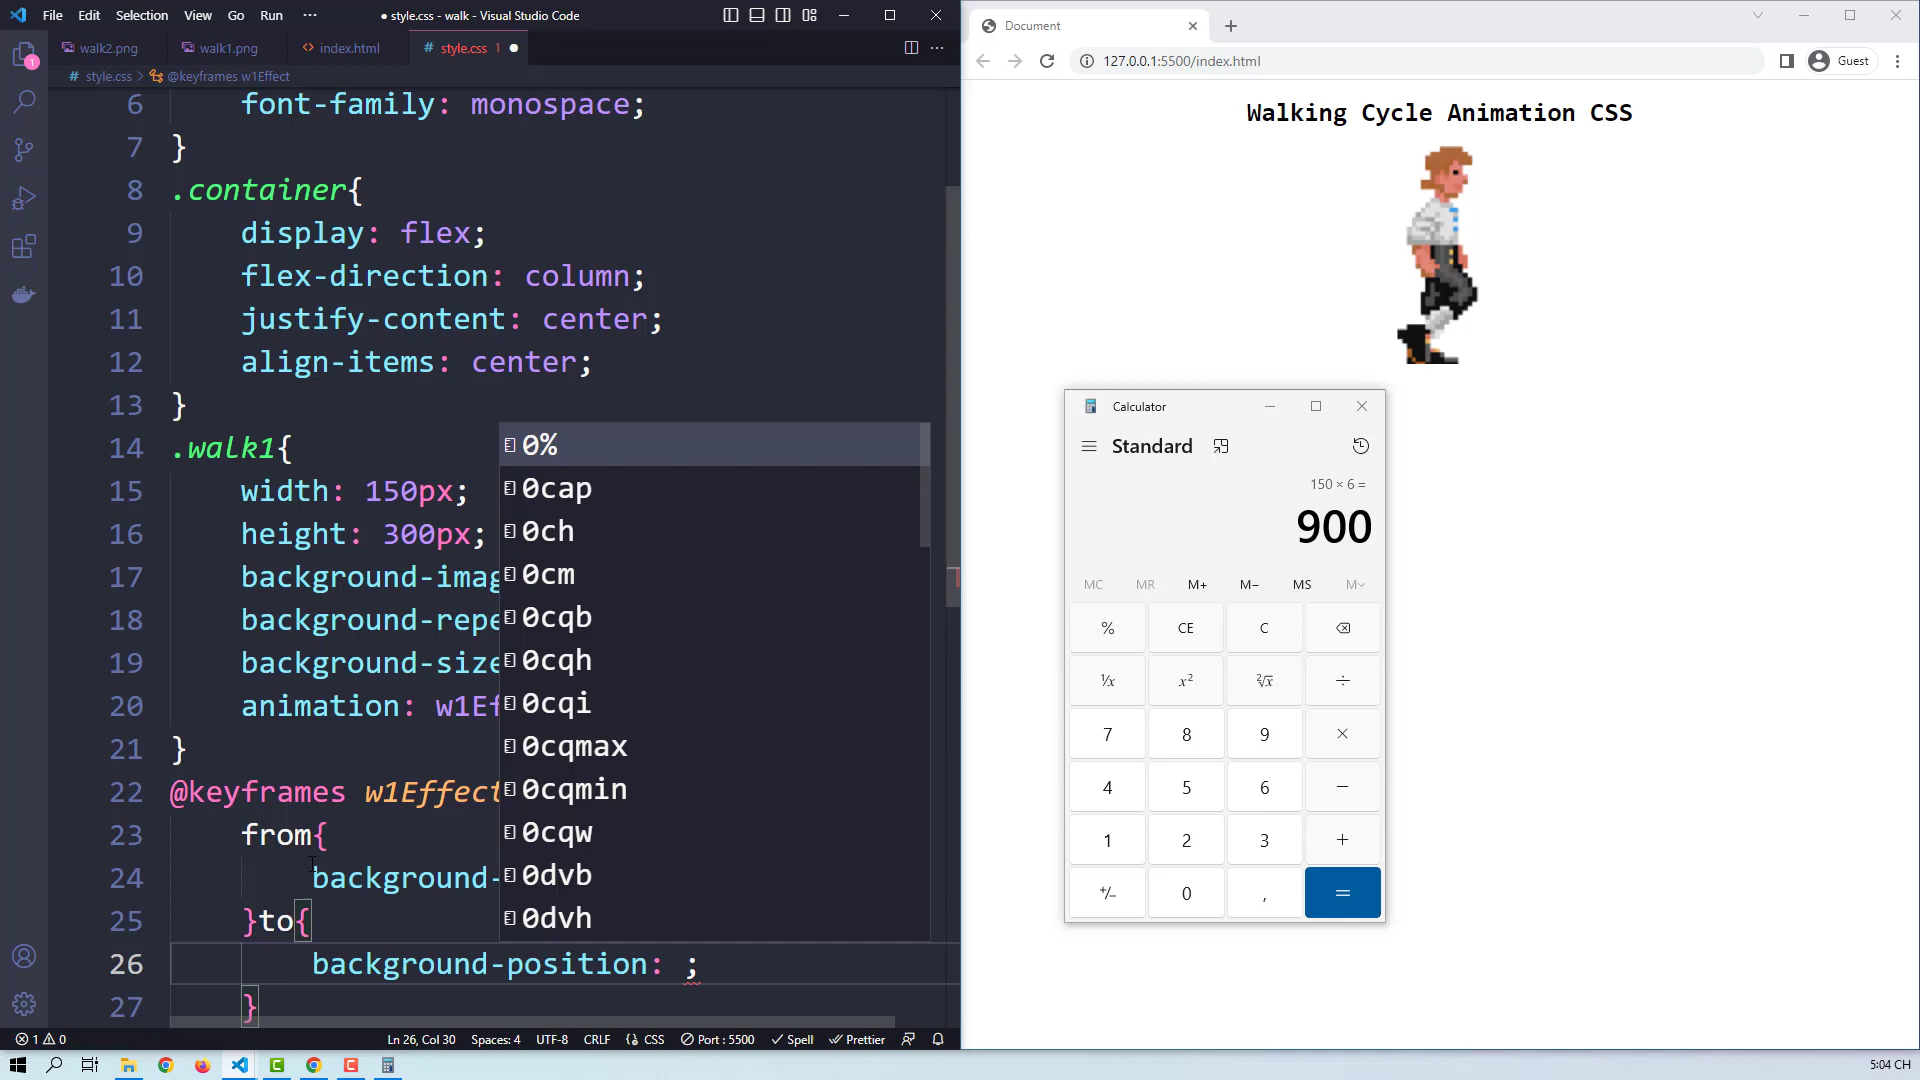 File Edit Selection View Go Run ··· ● style.css - walk - Visual Studio Code
walk2.png walk1.png <> index.html # style.css 1 ●
# style.css > @keyframes w1Effect
6 font-family: monospace;
7 }
8 .container{
9 display: flex;
10 flex-direction: column;
11 justify-content: center;
12 align-items: center;
13 }
14 .walk1{
15 width: 150px;
16 height: 300px;
17 background-imag
18 background-repe
19 background-size
20 animation: w1Ef
21 }
22 @keyframes w1Effect
23 from{
24 background-
25 }to{
26 background-position: ;
27 }
0%
0cap
0ch
0cm
0cqb
0cqh
0cqi
0cqmax
0cqmin
0cqw
0dvb
0dvh
1 0
Ln 26, Col 30 Spaces: 4 UTF-8 CRLF {} CSS Port : 5500 Spell Prettier
Document
127.0.0.1:5500/index.html Guest
Walking Cycle Animation CSS
Calculator
Standard
150 × 6 =
900
MC MR M+ M− MS M˅
% CE C
¹/x x² ²√x ÷
7 8 9 ×
4 5 6 −
1 2 3 +
+/− 0 , =
1
5:04 CH